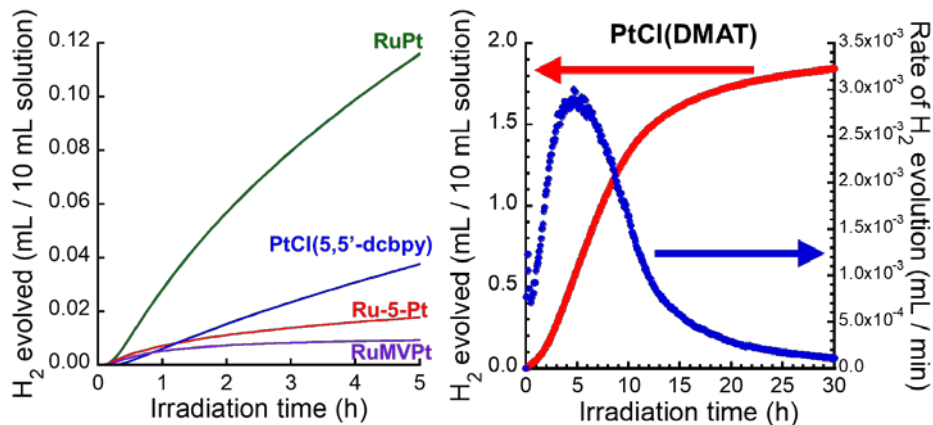 H₂ evolved (mL / 10 mL solution)
0.12
0.10
0.08
0.06
0.04
0.02
0.00
RuPt
PtCl(5,5'-dcbpy)
Ru-5-Pt
RuMVPt
0 1 2 3 4 5
Irradiation time (h)
PtCl(DMAT)
H₂ evolved (mL / 10 mL solution)
2.0
1.5
1.0
0.5
0.0
3.5x10⁻³
3.0x10⁻³
2.5x10⁻³
2.0x10⁻³
1.5x10⁻³
1.0x10⁻³
5.0x10⁻⁴
0.0
Rate of H₂ evolution (mL / min)
0 5 10 15 20 25 30
Irradiation time (h)